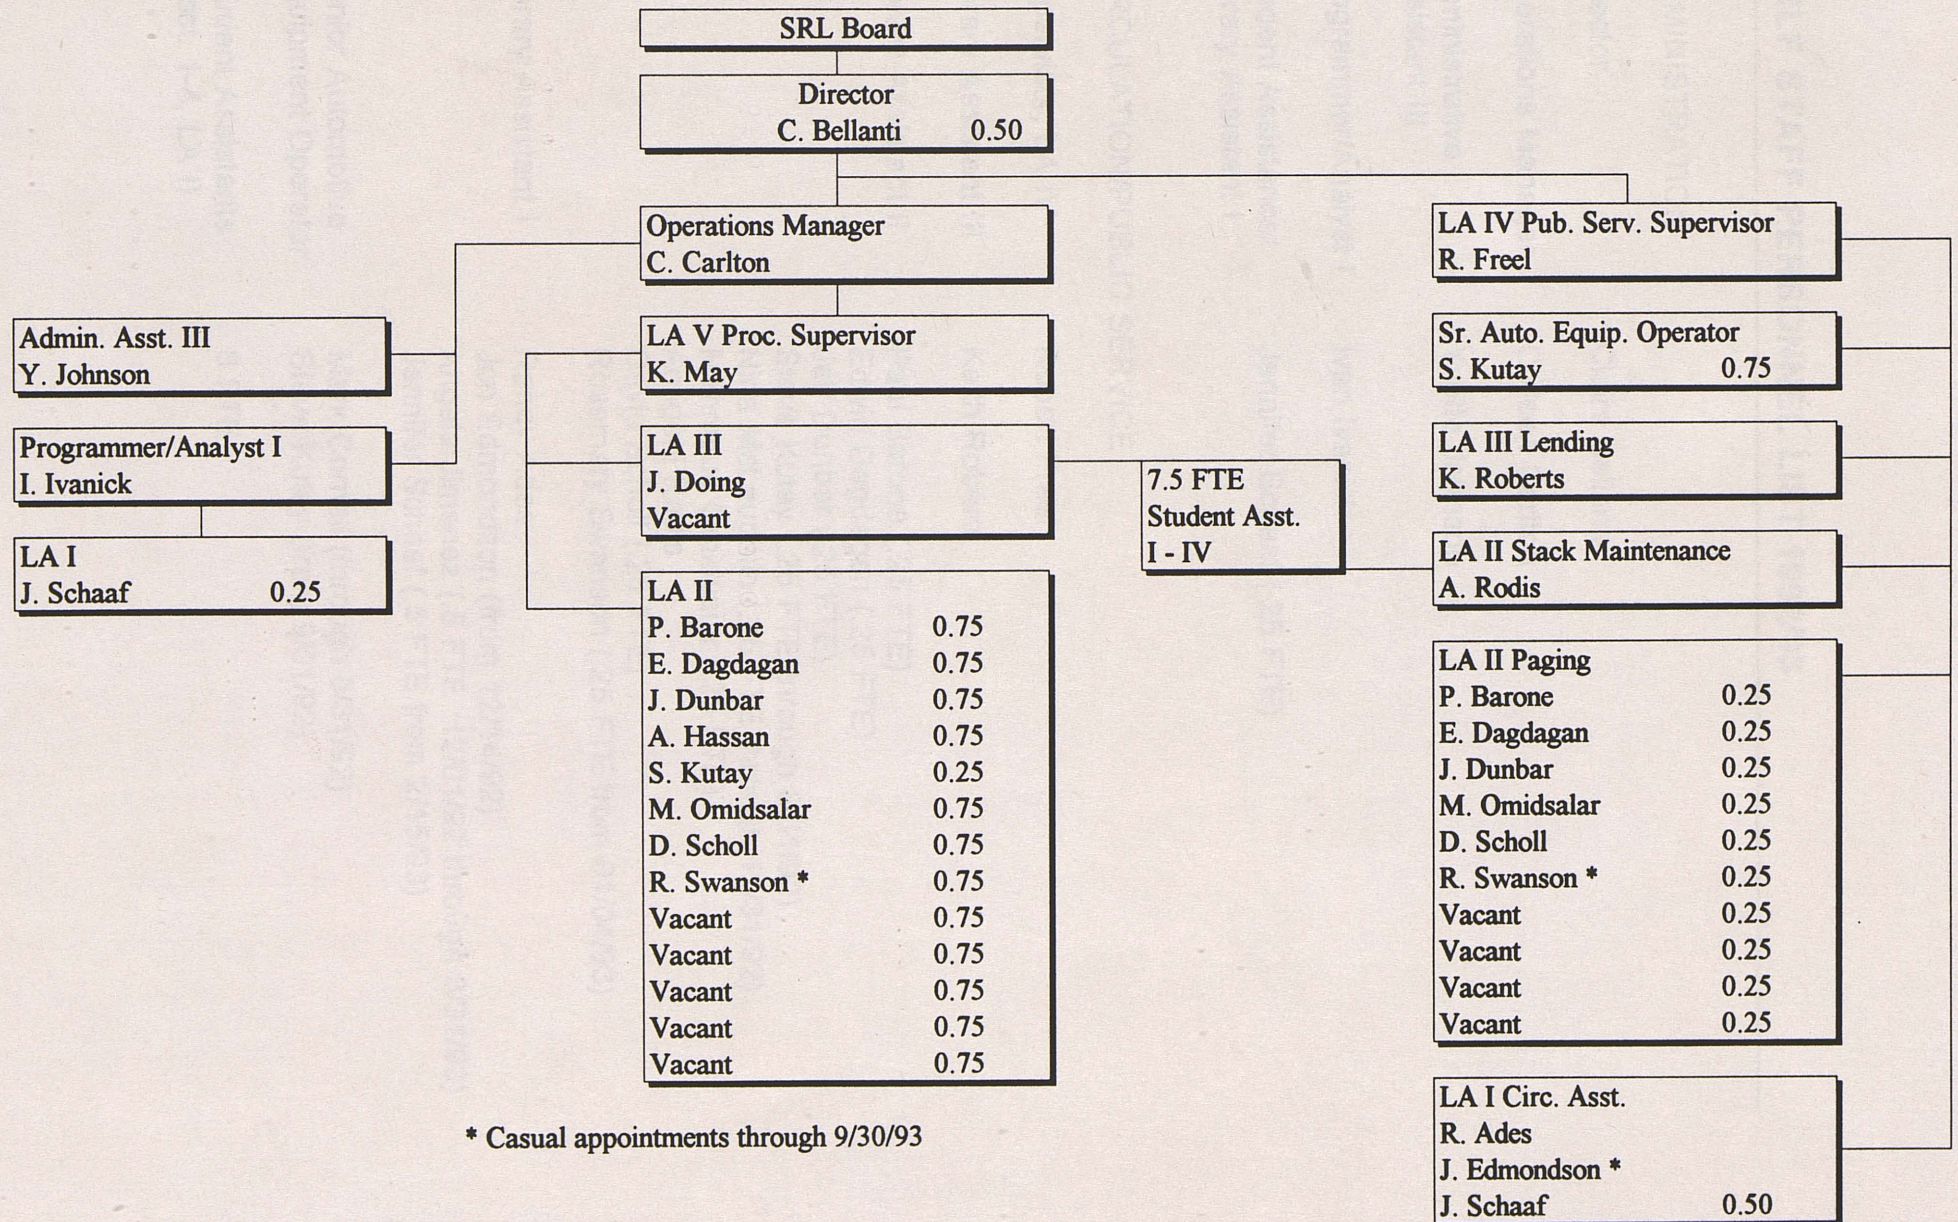 SRL Board
Director
C. Bellanti 0.50
Operations Manager
C. Carlton
LA IV Pub. Serv. Supervisor
R. Freel
Admin. Asst. III
Y. Johnson
LA V Proc. Supervisor
K. May
Sr. Auto. Equip. Operator
S. Kutay 0.75
Programmer/Analyst I
I. Ivanick
LA III
J. Doing
Vacant
7.5 FTE
Student Asst.
I - IV
LA III Lending
K. Roberts
LA I
J. Schaaf 0.25
LA II Stack Maintenance
A. Rodis
LA II
P. Barone 0.75
E. Dagdagan 0.75
J. Dunbar 0.75
A. Hassan 0.75
S. Kutay 0.25
M. Omidsalar 0.75
D. Scholl 0.75
R. Swanson * 0.75
Vacant 0.75
Vacant 0.75
Vacant 0.75
Vacant 0.75
Vacant 0.75
LA II Paging
P. Barone 0.25
E. Dagdagan 0.25
J. Dunbar 0.25
M. Omidsalar 0.25
D. Scholl 0.25
R. Swanson * 0.25
Vacant 0.25
Vacant 0.25
Vacant 0.25
Vacant 0.25
LA I Circ. Asst.
R. Ades
J. Edmondson *
J. Schaaf 0.50
* Casual appointments through 9/30/93